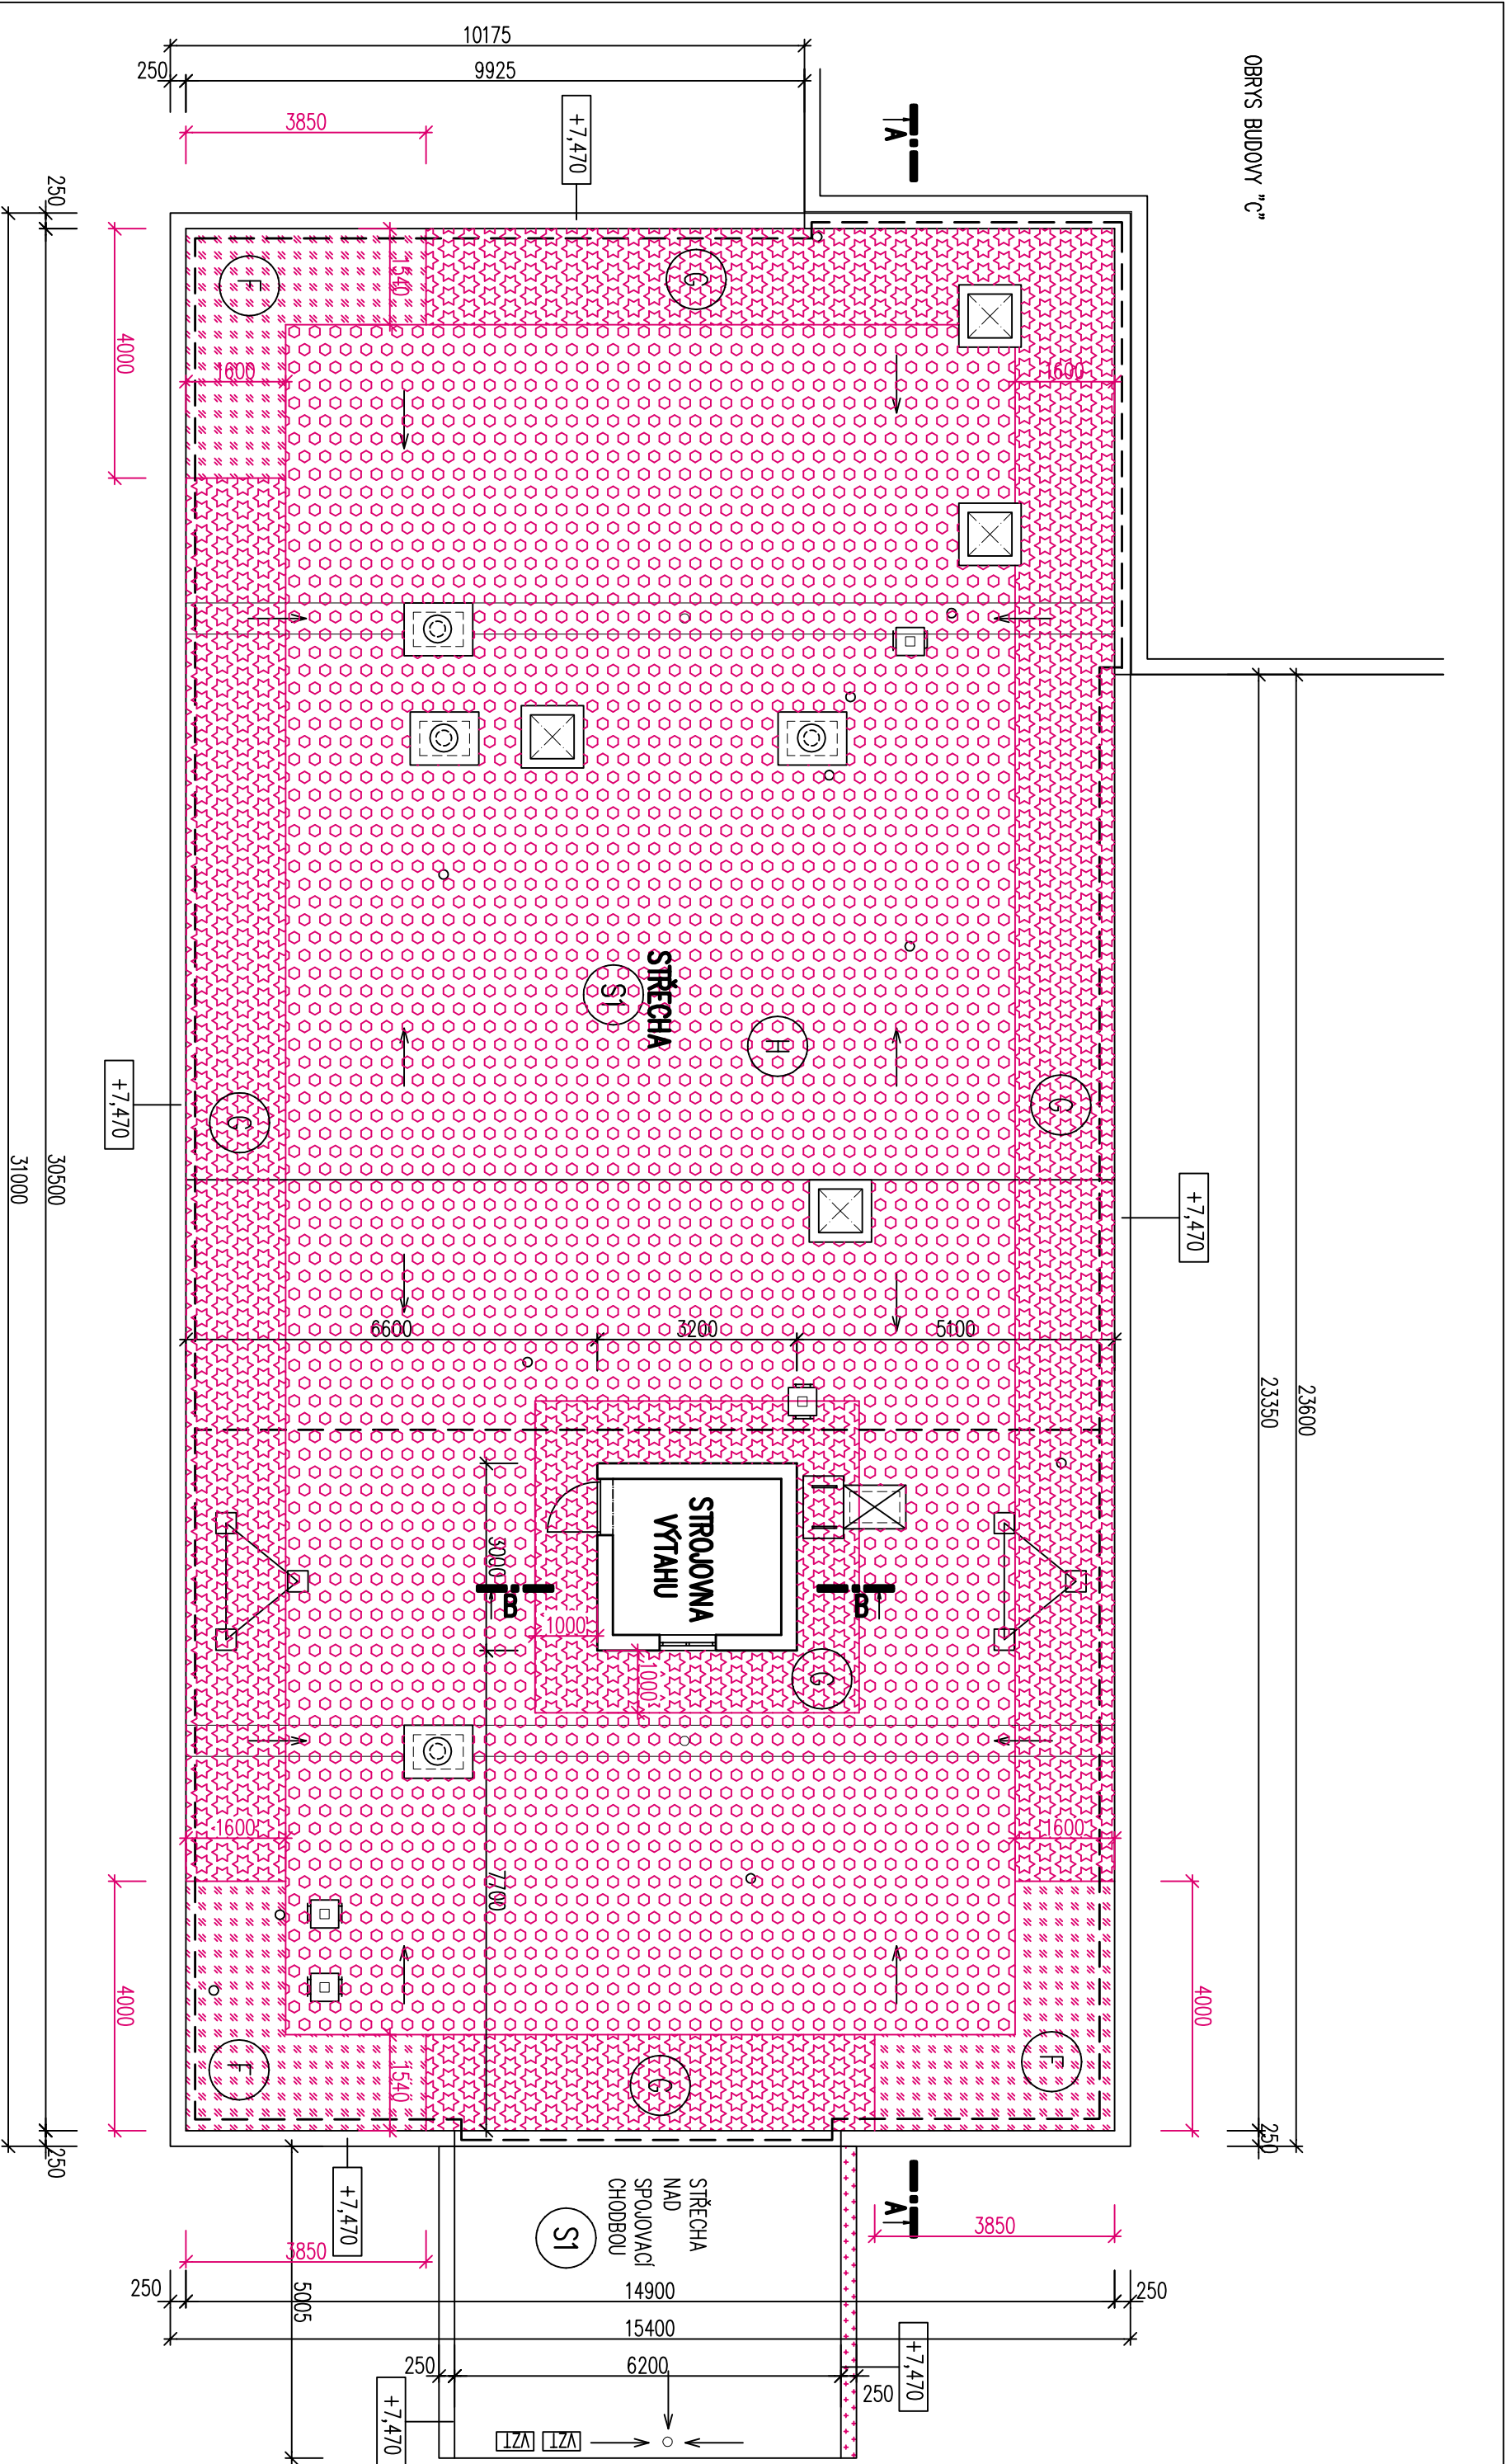 OBRYS BUDOVY "C"
10175
9925
250
3850
+7,470
A
250
4000
1540
1600
1600
F
G
23600
23350
+7,470
STŘECHA
S1
H
G
G
+7,470
30500
31000
6600
3200
5100
STROJOVNA
VÝTAHU
3000
B
B
1000
1000
G
7700
1600
1600
4000
4000
1540
F
G
F
250
250
A
+7,470
STŘECHA
NAD
SPOJOVACÍ
CHODBOU
S1
3850
3850
250
14900
250
15400
5005
250
6200
250
+7,470
+7,470
VZT
VZT